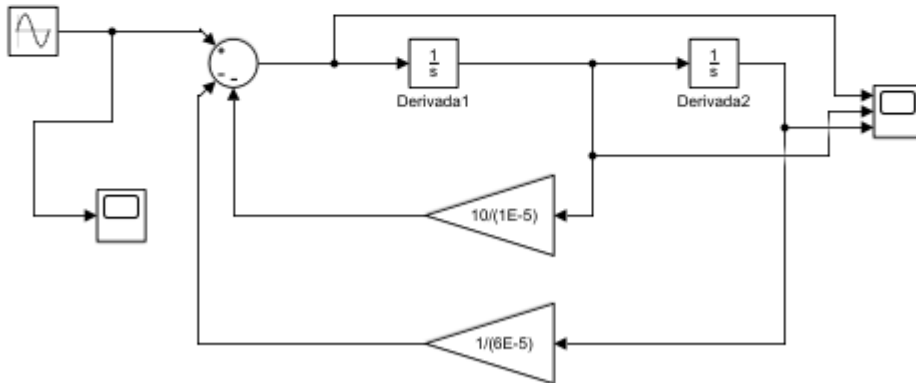 +
-
-
1
s
Derivada1
1
s
Derivada2
10/(1E-5)
1/(6E-5)